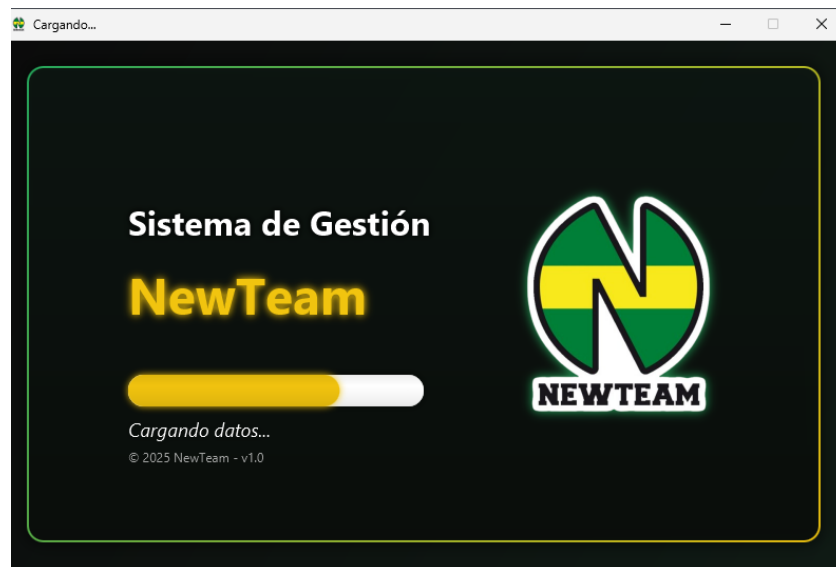 Cargando...
Sistema de Gestión
NewTeam
Cargando datos...
© 2025 NewTeam - v1.0
N
NEWTEAM